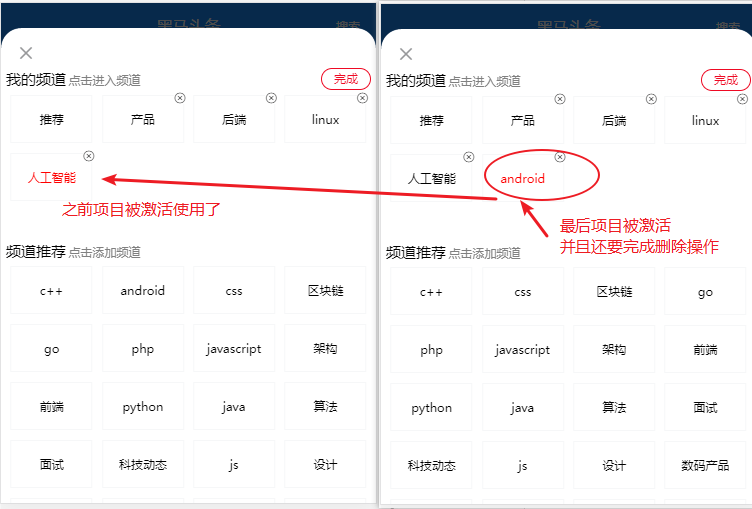 黑马头条
搜索
我的频道 点击进入频道
完成
推荐
产品
后端
linux
人工智能
之前项目被激活使用了
频道推荐 点击添加频道
c++
android
css
区块链
go
php
javascript
架构
前端
python
java
算法
面试
科技动态
js
设计
黑马头条
搜索
我的频道 点击进入频道
完成
推荐
产品
后端
linux
人工智能
android
最后项目被激活
并且还要完成删除操作
频道推荐 点击添加频道
c++
css
区块链
go
php
javascript
架构
前端
python
java
算法
面试
科技动态
js
设计
数码产品